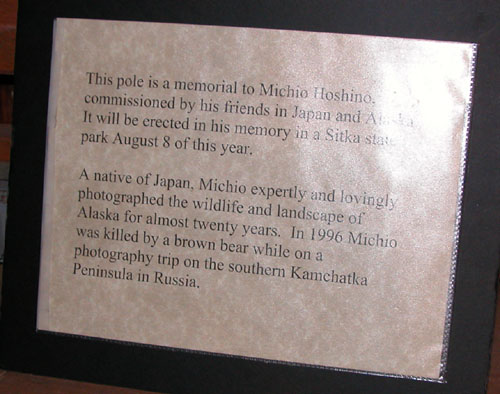 This pole is a memorial to Michio Hoshino,
commissioned by his friends in Japan and Alaska.
It will be erected in his memory in a Sitka state
park August 8 of this year.
A native of Japan, Michio expertly and lovingly
photographed the wildlife and landscape of
Alaska for almost twenty years. In 1996 Michio
was killed by a brown bear while on a
photography trip on the southern Kamchatka
Peninsula in Russia.